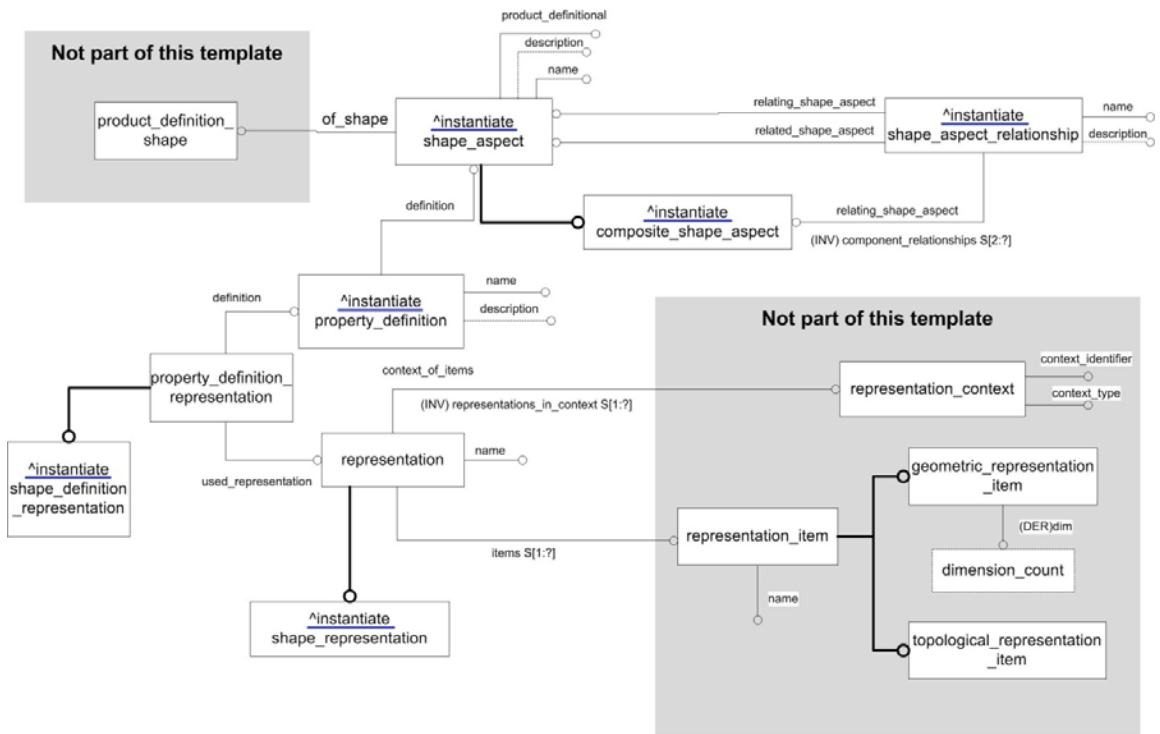 product_definitional
description
name
Not part of this template
product_definition_
shape
of_shape
^instantiate
shape_aspect
relating_shape_aspect
related_shape_aspect
^instantiate
shape_aspect_relationship
name
description
definition
^instantiate
composite_shape_aspect
relating_shape_aspect
(INV) component_relationships S[2:?]
definition
^instantiate
property_definition
name
description
Not part of this template
property_definition_
representation
context_of_items
(INV) representations_in_context S[1:?]
representation_context
context_identifier
context_type
^instantiate
shape_definition
_representation
used_representation
representation
name
items S[1:?]
representation_item
name
geometric_representation
_item
(DER)dim
dimension_count
topological_representation
_item
^instantiate
shape_representation